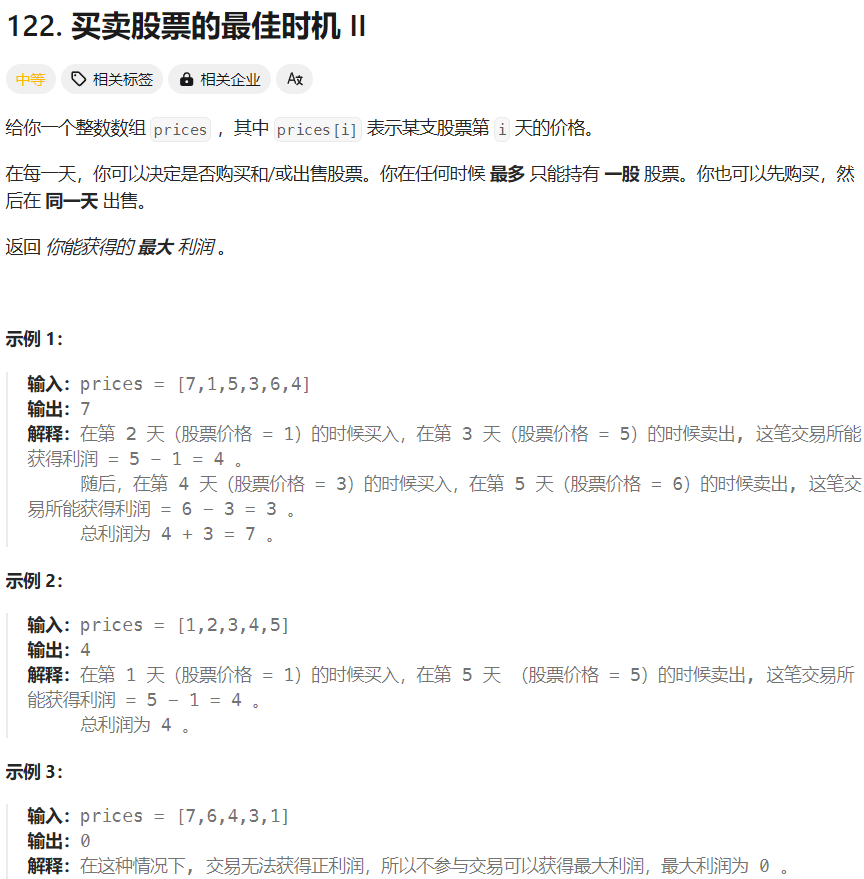 122. 买卖股票的最佳时机 II
中等 相关标签 相关企业 A文
给你一个整数数组 prices ，其中 prices[i] 表示某支股票第 i 天的价格。
在每一天，你可以决定是否购买和/或出售股票。你在任何时候 最多 只能持有 一股 股票。你也可以先购买，然
后在 同一天 出售。
返回 你能获得的 最大 利润 。
示例 1：
输入：prices = [7,1,5,3,6,4]
输出：7
解释：在第 2 天（股票价格 = 1）的时候买入，在第 3 天（股票价格 = 5）的时候卖出, 这笔交易所能
获得利润 = 5 - 1 = 4 。
随后，在第 4 天（股票价格 = 3）的时候买入，在第 5 天（股票价格 = 6）的时候卖出, 这笔交
易所能获得利润 = 6 - 3 = 3 。
总利润为 4 + 3 = 7 。
示例 2：
输入：prices = [1,2,3,4,5]
输出：4
解释：在第 1 天（股票价格 = 1）的时候买入，在第 5 天 （股票价格 = 5）的时候卖出, 这笔交易所
能获得利润 = 5 - 1 = 4 。
总利润为 4 。
示例 3：
输入：prices = [7,6,4,3,1]
输出：0
解释：在这种情况下, 交易无法获得正利润，所以不参与交易可以获得最大利润，最大利润为 0 。